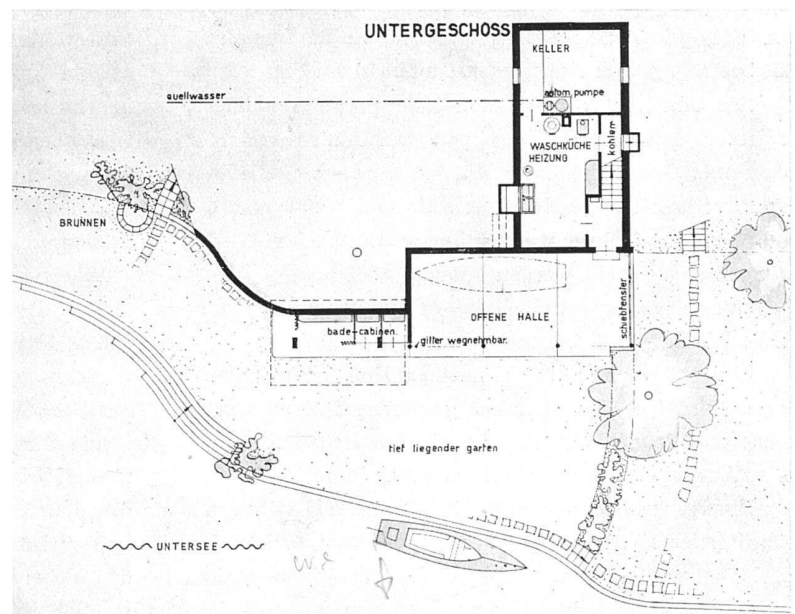 UNTERGESCHOSS
KELLER
quellwasser
autom. pumpe
WASCHKÜCHE
HEIZUNG
kohlen
BRUNNEN
OFFENE HALLE
schiebfenster
bade-cabinen.
gitter wegnehmbar.
tief liegender garten
UNTERSEE